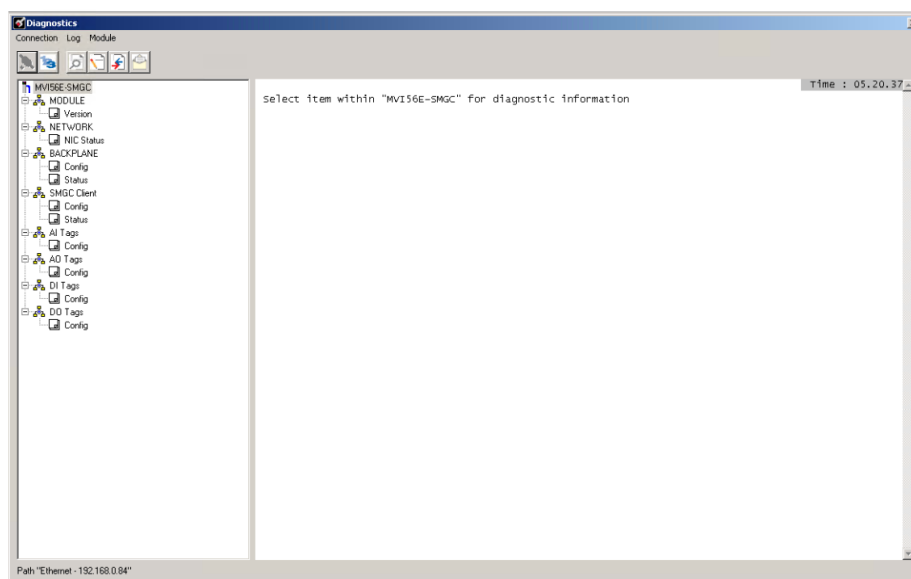 Diagnostics
Connection Log Module
MVI56E-SMGC
MODULE
Version
NETWORK
NIC Status
BACKPLANE
Config
Status
SMGC Client
Config
Status
AI Tags
Config
AO Tags
Config
DI Tags
Config
DO Tags
Config
Time : 05.20.37
Select item within "MVI56E-SMGC" for diagnostic information
Path "Ethernet - 192.168.0.84"